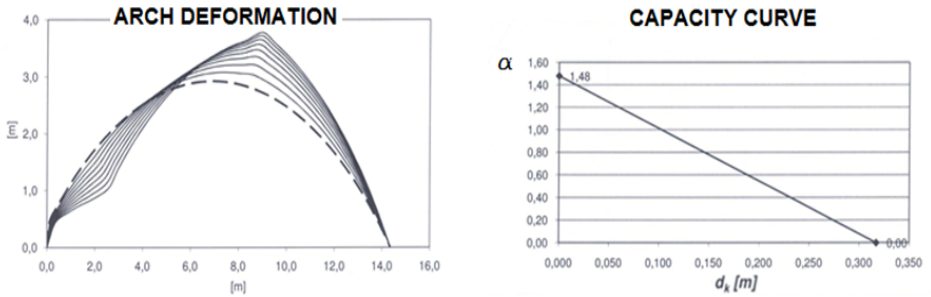 ARCH DEFORMATION
4,0
3,0
2,0
1,0
0,0
[m]
0,0 2,0 4,0 6,0 8,0 10,0 12,0 14,0 16,0
[m]
CAPACITY CURVE
α
1,60
1,40
1,20
1,00
0,80
0,60
0,40
0,20
0,00
1,48
0,00
0,000 0,050 0,100 0,150 0,200 0,250 0,300 0,350
dk [m]